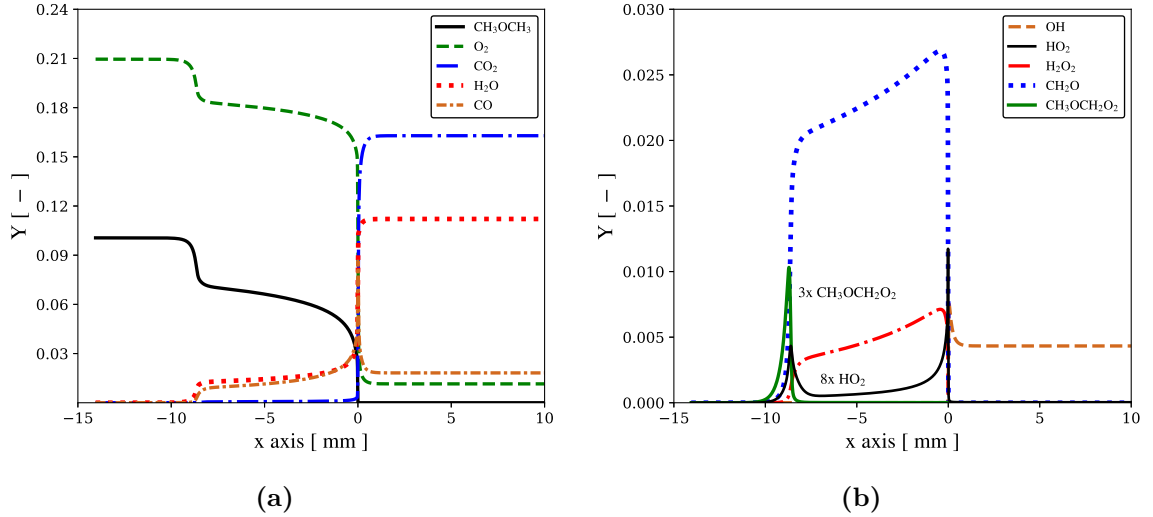 0.24
0.21
0.18
0.15
0.12
0.09
0.06
0.03
Y [ − ]
−15
−10
−5
0
5
10
x axis [ mm ]
CH₃OCH₃
O₂
CO₂
H₂O
CO
(a)
0.030
0.025
0.020
0.015
0.010
0.005
0.000
Y [ − ]
−15
−10
−5
0
5
10
x axis [ mm ]
OH
HO₂
H₂O₂
CH₂O
CH₃OCH₂O₂
3x CH₃OCH₂O₂
8x HO₂
(b)